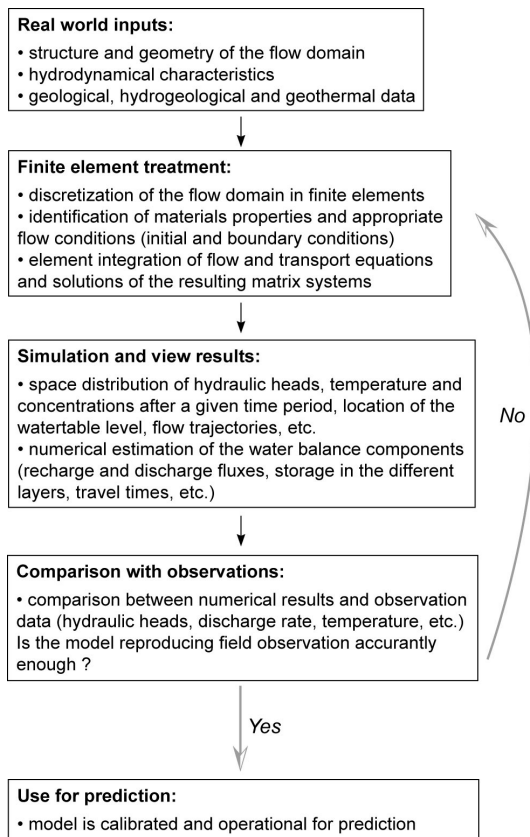 Real world inputs:
• structure and geometry of the flow domain
• hydrodynamical characteristics
• geological, hydrogeological and geothermal data
Finite element treatment:
• discretization of the flow domain in finite elements
• identification of materials properties and appropriate
flow conditions (initial and boundary conditions)
• element integration of flow and transport equations
and solutions of the resulting matrix systems
Simulation and view results:
• space distribution of hydraulic heads, temperature and
concentrations after a given time period, location of the
watertable level, flow trajectories, etc.
• numerical estimation of the water balance components
(recharge and discharge fluxes, storage in the different
layers, travel times, etc.)
No
Comparison with observations:
• comparison between numerical results and observation
data (hydraulic heads, discharge rate, temperature, etc.)
Is the model reproducing field observation accurantly
enough ?
Yes
Use for prediction:
• model is calibrated and operational for prediction